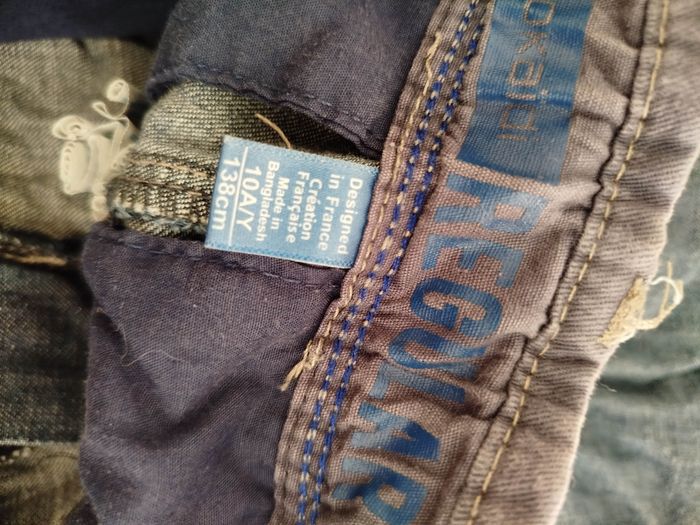 okaidi
REGULAR
Designed
in France
Création
Française
Made in
Bangladesh
10A/Y
138cm